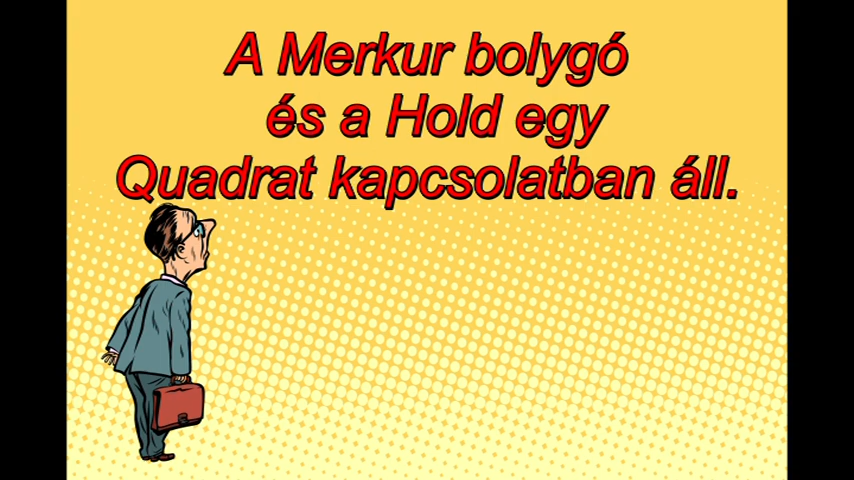 A Merkur bolygó
és a Hold egy
Quadrat kapcsolatban áll.